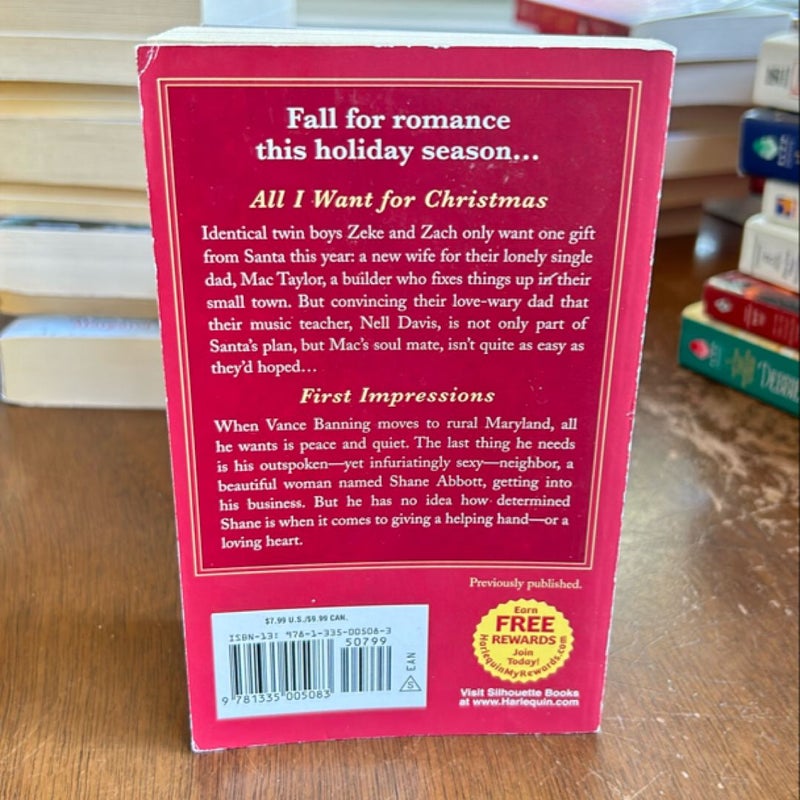 Fall for romance
this holiday season...
All I Want for Christmas
Identical twin boys Zeke and Zach only want one gift
from Santa this year: a new wife for their lonely single
dad, Mac Taylor, a builder who fixes things up in their
small town. But convincing their love-wary dad that
their music teacher, Nell Davis, is not only part of
Santa's plan, but Mac's soul mate, isn't quite as easy as
they'd hoped...
First Impressions
When Vance Banning moves to rural Maryland, all
he wants is peace and quiet. The last thing he needs
is his outspoken—yet infuriatingly sexy—neighbor, a
beautiful woman named Shane Abbott, getting into
his business. But he has no idea how determined
Shane is when it comes to giving a helping hand—or a
loving heart.
Previously published.
$7.99 U.S./$9.99 CAN.
ISBN-13: 978-1-335-00508-3
50799
EAN
S
9 781335 005083
Earn
FREE
REWARDS
Join
Today!
HarlequinMyRewards.com
Visit Silhouette Books
at www.Harlequin.com
DEBBIE